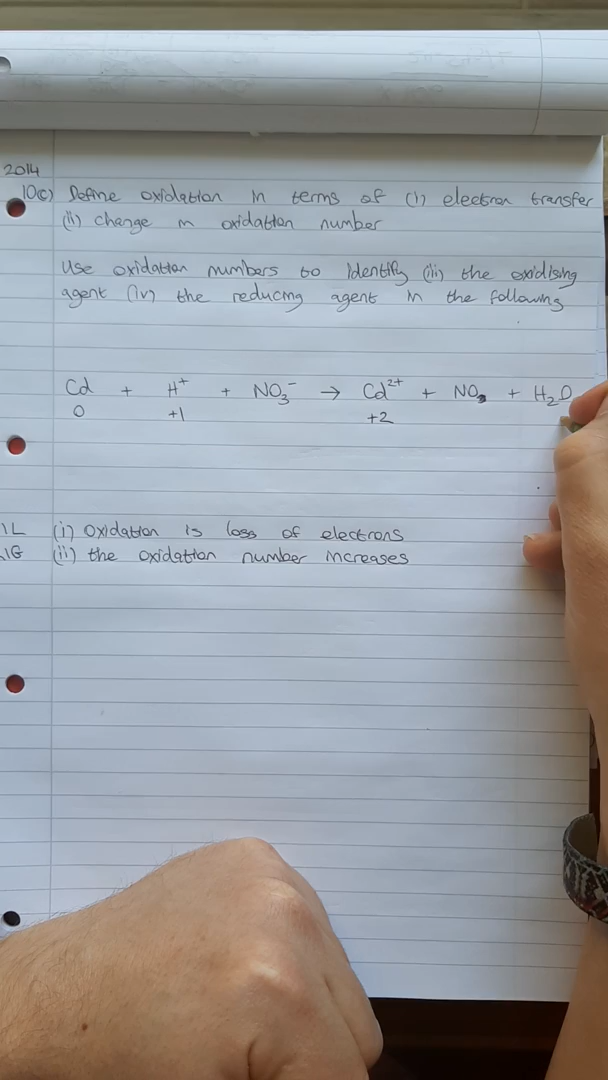 2014
10(c) Define oxidation in terms of (i) electron transfer
(ii) change in oxidation number
Use oxidation numbers to identify (iii) the oxidising
agent (iv) the reducing agent in the following
Cd + H⁺ + NO₃⁻ → Cd²⁺ + NO₂ + H₂O
0 +1 +2
IL (i) oxidation is loss of electrons
IG (ii) the oxidation number increases